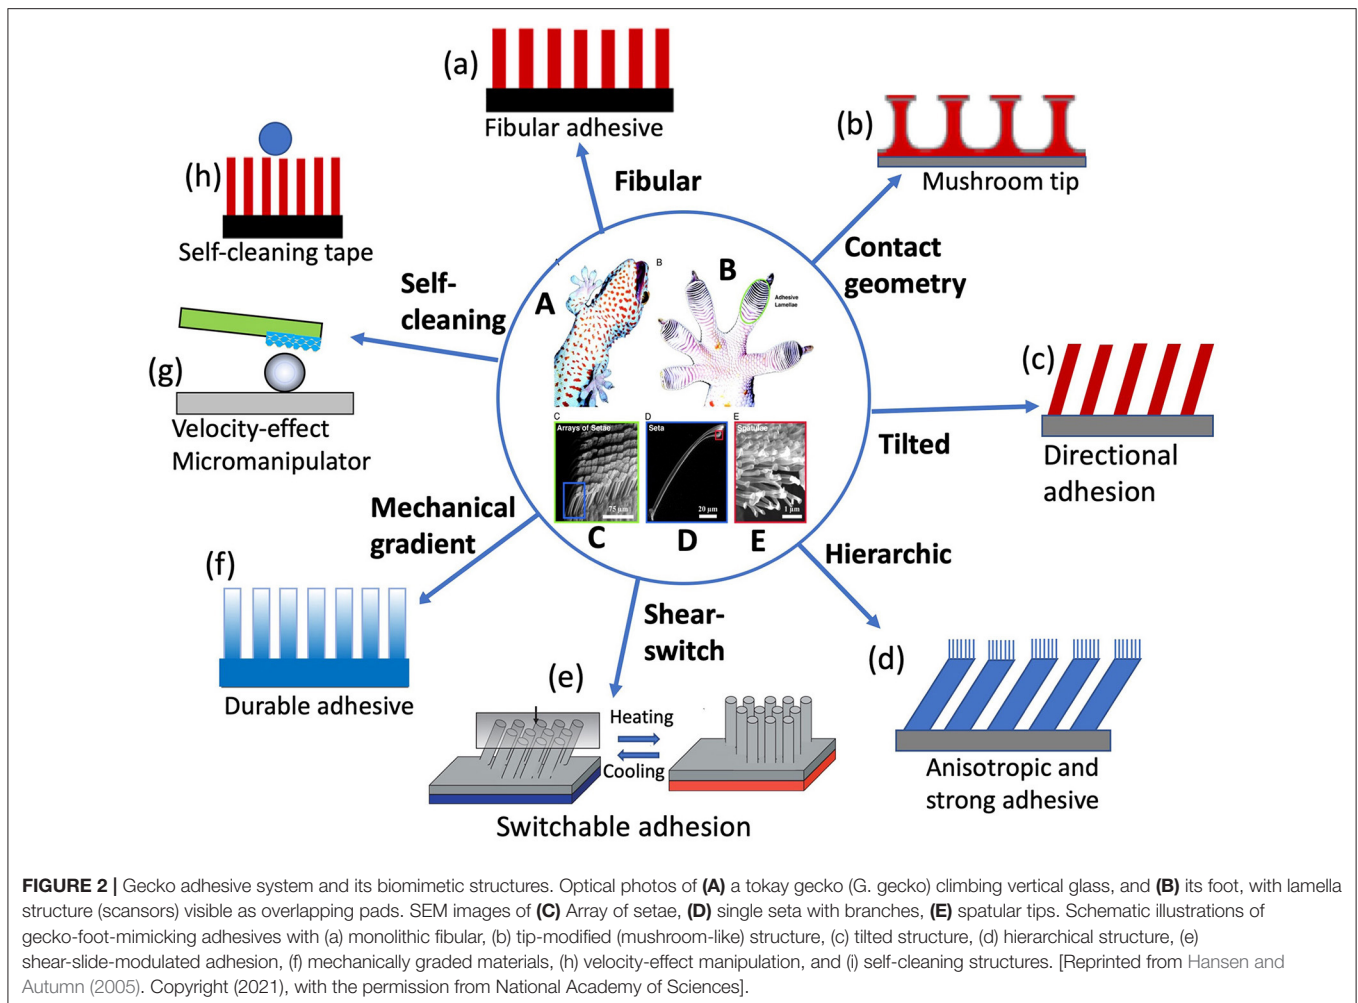 (a)
Fibular adhesive
(b)
Mushroom tip
(h)
Self-cleaning tape
Fibular
Contact
geometry
Self-
cleaning
A
B
A
B
Adhesive
Lamellae
(c)
Directional
adhesion
Tilted
(g)
Velocity-effect
Micromanipulator
C
D
E
Arrays of Setae
Seta
Spatulae
75 μm
20 μm
1 μm
C
D
E
Mechanical
gradient
Hierarchic
(f)
Durable adhesive
Shear-
switch
(d)
Anisotropic and
strong adhesive
(e)
Heating
Cooling
Switchable adhesion
FIGURE 2 | Gecko adhesive system and its biomimetic structures. Optical photos of (A) a tokay gecko (G. gecko) climbing vertical glass, and (B) its foot, with lamella
structure (scansors) visible as overlapping pads. SEM images of (C) Array of setae, (D) single seta with branches, (E) spatular tips. Schematic illustrations of
gecko-foot-mimicking adhesives with (a) monolithic fibular, (b) tip-modified (mushroom-like) structure, (c) tilted structure, (d) hierarchical structure, (e)
shear-slide-modulated adhesion, (f) mechanically graded materials, (h) velocity-effect manipulation, and (i) self-cleaning structures. [Reprinted from Hansen and
Autumn (2005). Copyright (2021), with the permission from National Academy of Sciences].